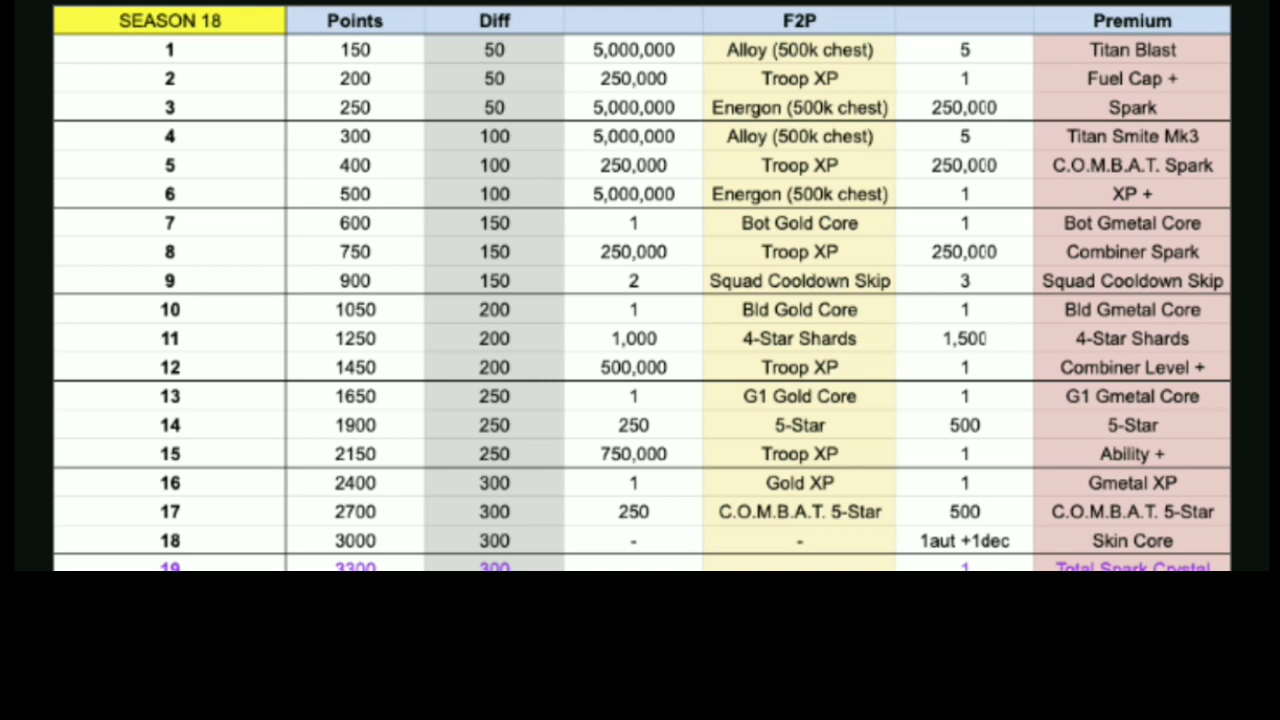 SEASON 18 Points Diff F2P Premium
1 150 50 5,000,000 Alloy (500k chest) 5 Titan Blast
2 200 50 250,000 Troop XP 1 Fuel Cap +
3 250 50 5,000,000 Energon (500k chest) 250,000 Spark
4 300 100 5,000,000 Alloy (500k chest) 5 Titan Smite Mk3
5 400 100 250,000 Troop XP 250,000 C.O.M.B.A.T. Spark
6 500 100 5,000,000 Energon (500k chest) 1 XP +
7 600 150 1 Bot Gold Core 1 Bot Gmetal Core
8 750 150 250,000 Troop XP 250,000 Combiner Spark
9 900 150 2 Squad Cooldown Skip 3 Squad Cooldown Skip
10 1050 200 1 Bld Gold Core 1 Bld Gmetal Core
11 1250 200 1,000 4-Star Shards 1,500 4-Star Shards
12 1450 200 500,000 Troop XP 1 Combiner Level +
13 1650 250 1 G1 Gold Core 1 G1 Gmetal Core
14 1900 250 250 5-Star 500 5-Star
15 2150 250 750,000 Troop XP 1 Ability +
16 2400 300 1 Gold XP 1 Gmetal XP
17 2700 300 250 C.O.M.B.A.T. 5-Star 500 C.O.M.B.A.T. 5-Star
18 3000 300 - - 1aut +1dec Skin Core
19 3300 300 1 Total Spark Crystal